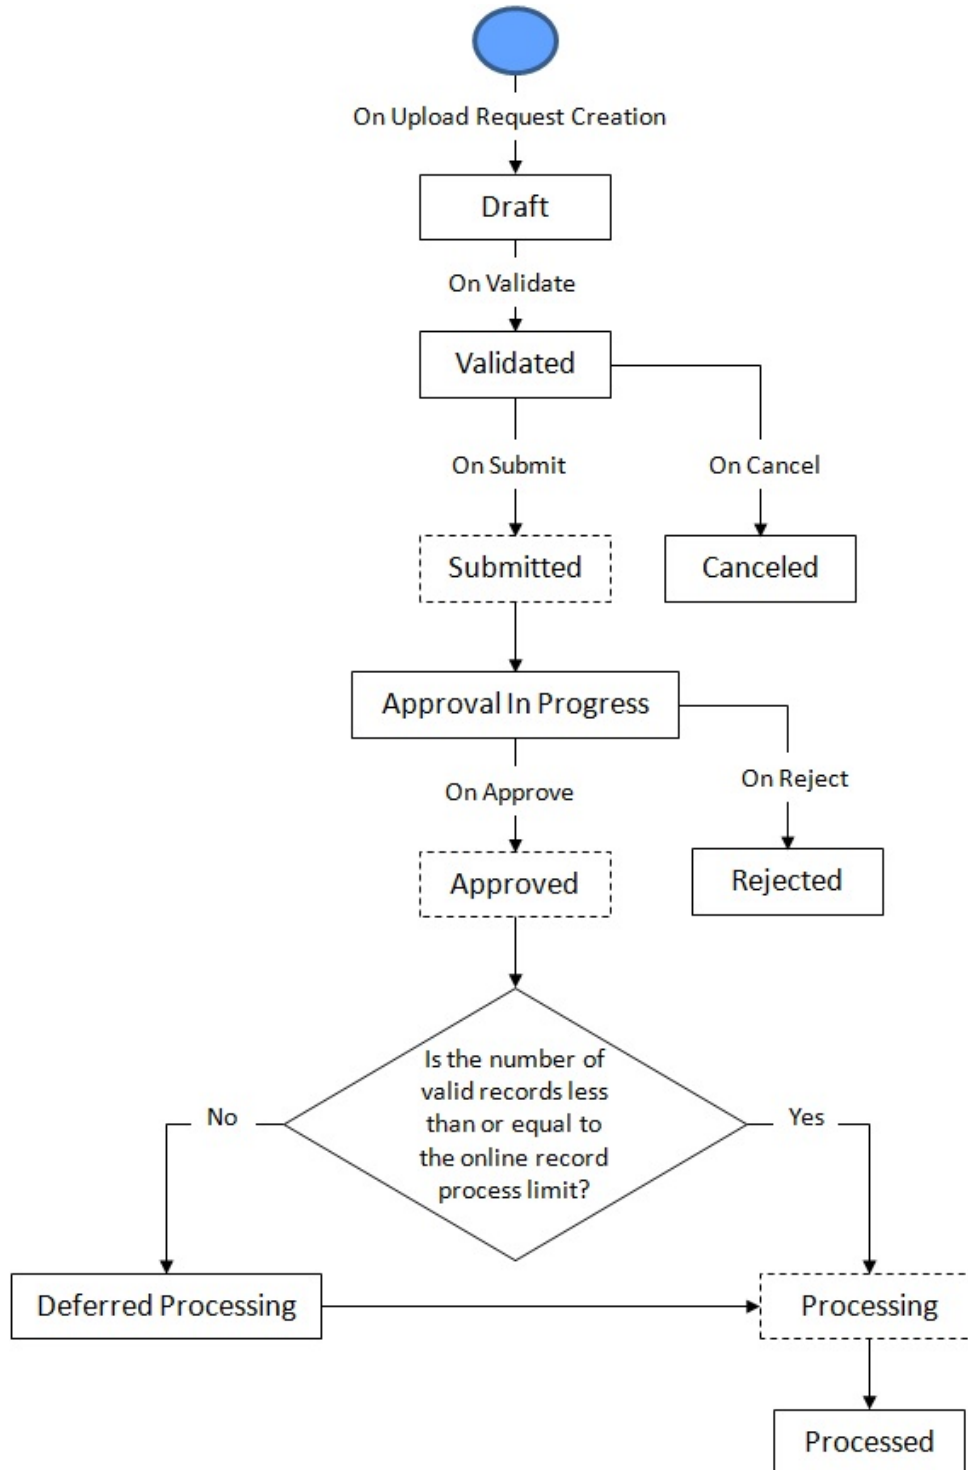 On Upload Request Creation
Draft
On Validate
Validated
On Submit
On Cancel
Submitted
Canceled
Approval In Progress
On Approve
On Reject
Approved
Rejected
Is the number of
valid records less
than or equal to
the online record
process limit?
No
Yes
Deferred Processing
Processing
Processed